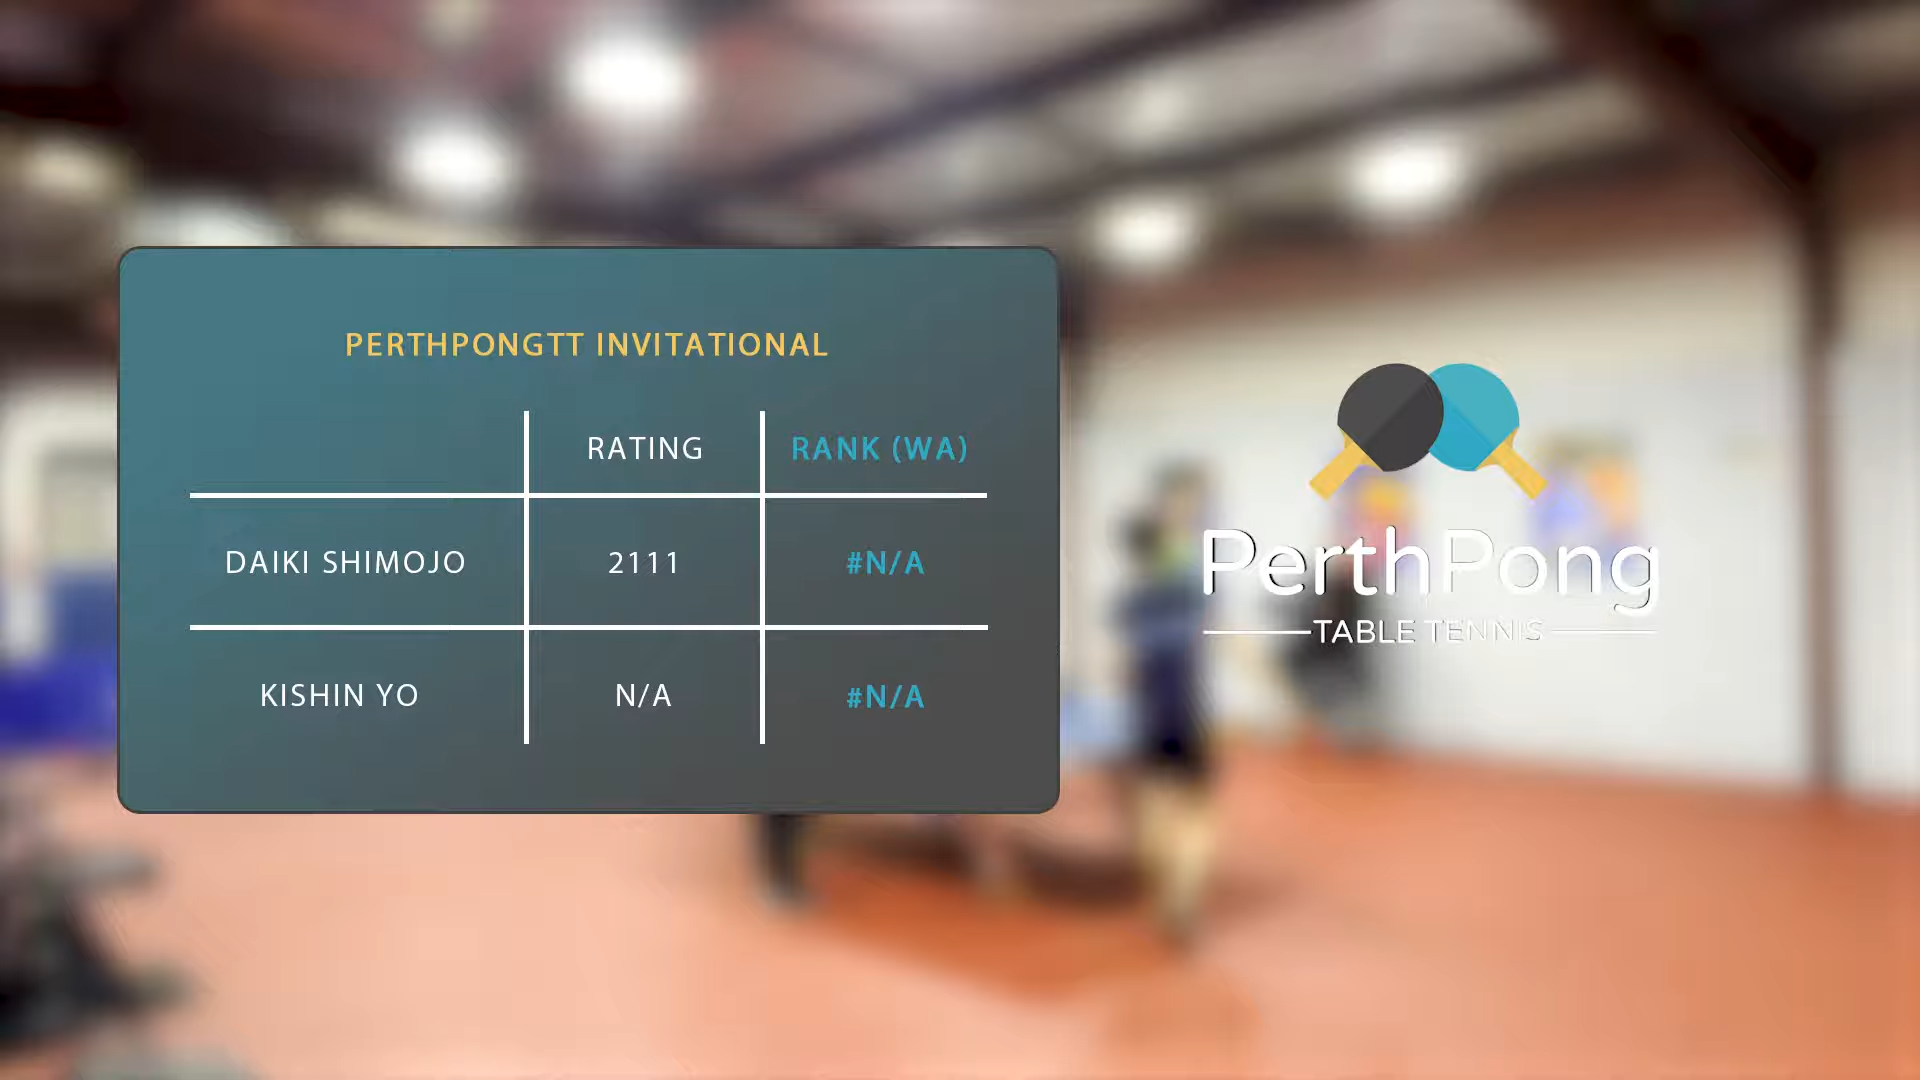 PERTHPONGTT INVITATIONAL
RATING RANK (WA)
DAIKI SHIMOJO 2111 #N/A
KISHIN YO N/A #N/A
PerthPong
TABLE TENNIS